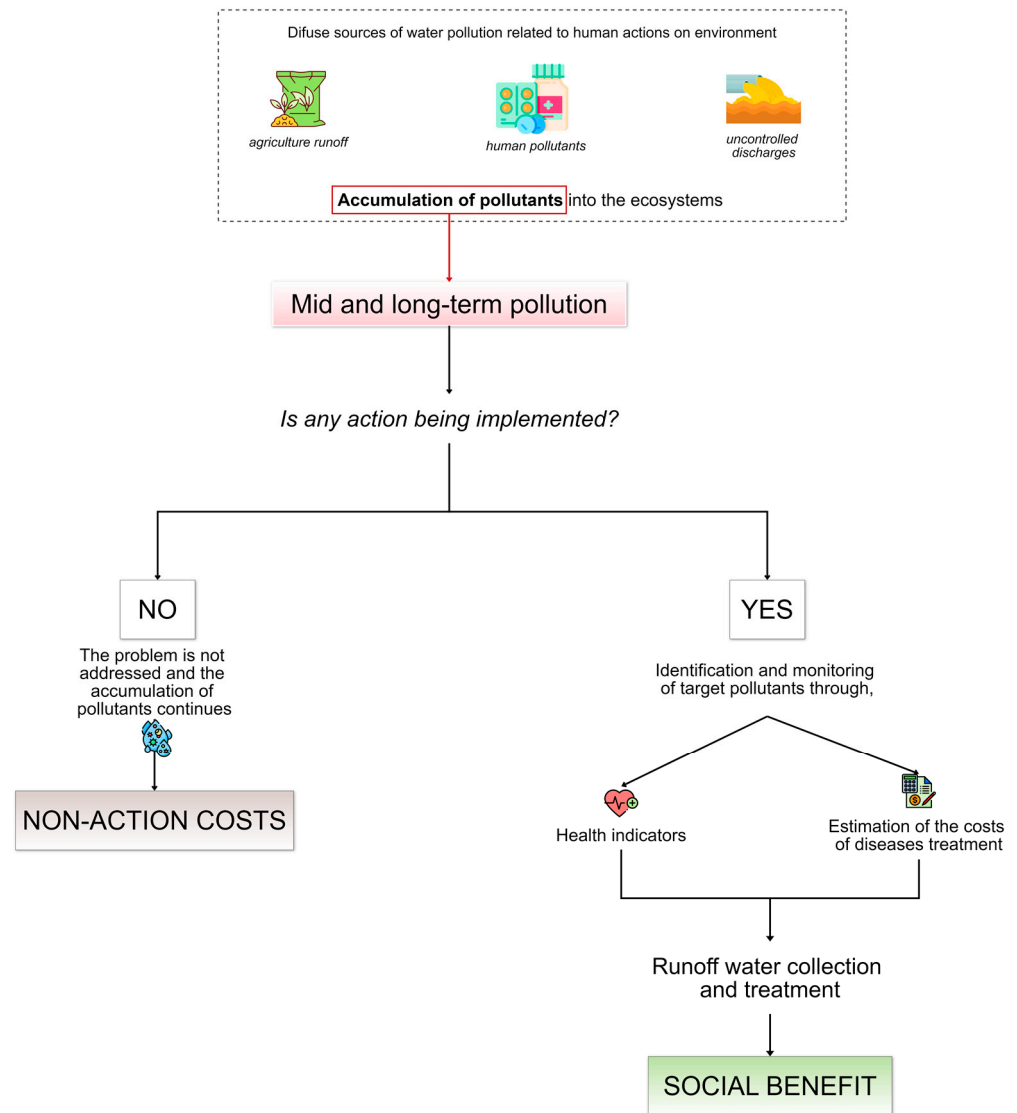 Difuse sources of water pollution related to human actions on environment
agriculture runoff
human pollutants
uncontrolled
discharges
Accumulation of pollutants into the ecosystems
Mid and long-term pollution
Is any action being implemented?
NO
The problem is not
addressed and the
accumulation of
pollutants continues
NON-ACTION COSTS
YES
Identification and monitoring
of target pollutants through,
Health indicators
Estimation of the costs
of diseases treatment
Runoff water collection
and treatment
SOCIAL BENEFIT